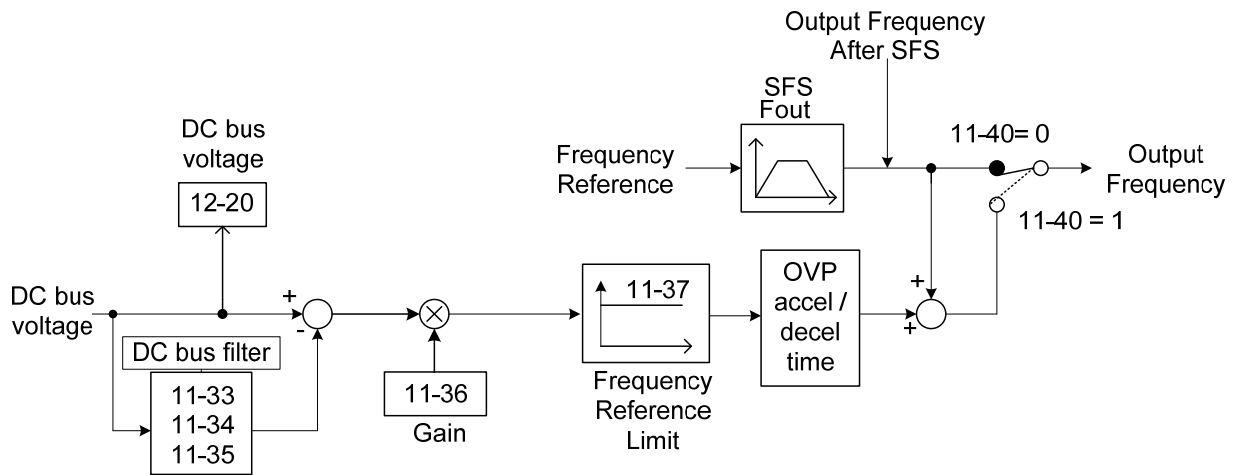 Output Frequency
After SFS
SFS
Fout
11-40= 0
DC bus
voltage
Frequency
Reference
Output
Frequency
12-20
11-40 = 1
DC bus
voltage
+
-
11-37
OVP
accel /
decel
time
+
+
DC bus filter
11-33
11-34
11-35
11-36
Gain
Frequency
Reference
Limit